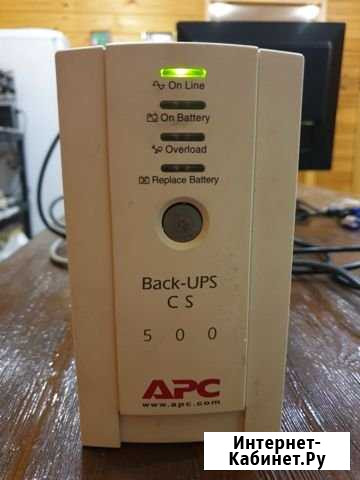 On Line
On Battery
Overload
Replace Battery
Back-UPS
CS
500
APC
www.apc.com
Интернет-
Кабинет.Ру